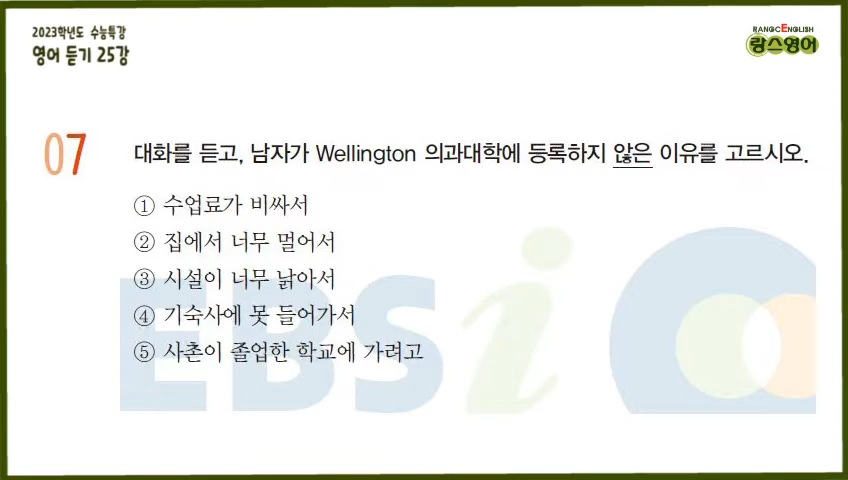 2023학년도 수능특강
영어 듣기 25강
RANGCENGLISH
랑스영어
07
대화를 듣고, 남자가 Wellington 의과대학에 등록하지 않은 이유를 고르시오.
① 수업료가 비싸서
② 집에서 너무 멀어서
③ 시설이 너무 낡아서
④ 기숙사에 못 들어가서
⑤ 사촌이 졸업한 학교에 가려고
EBSi